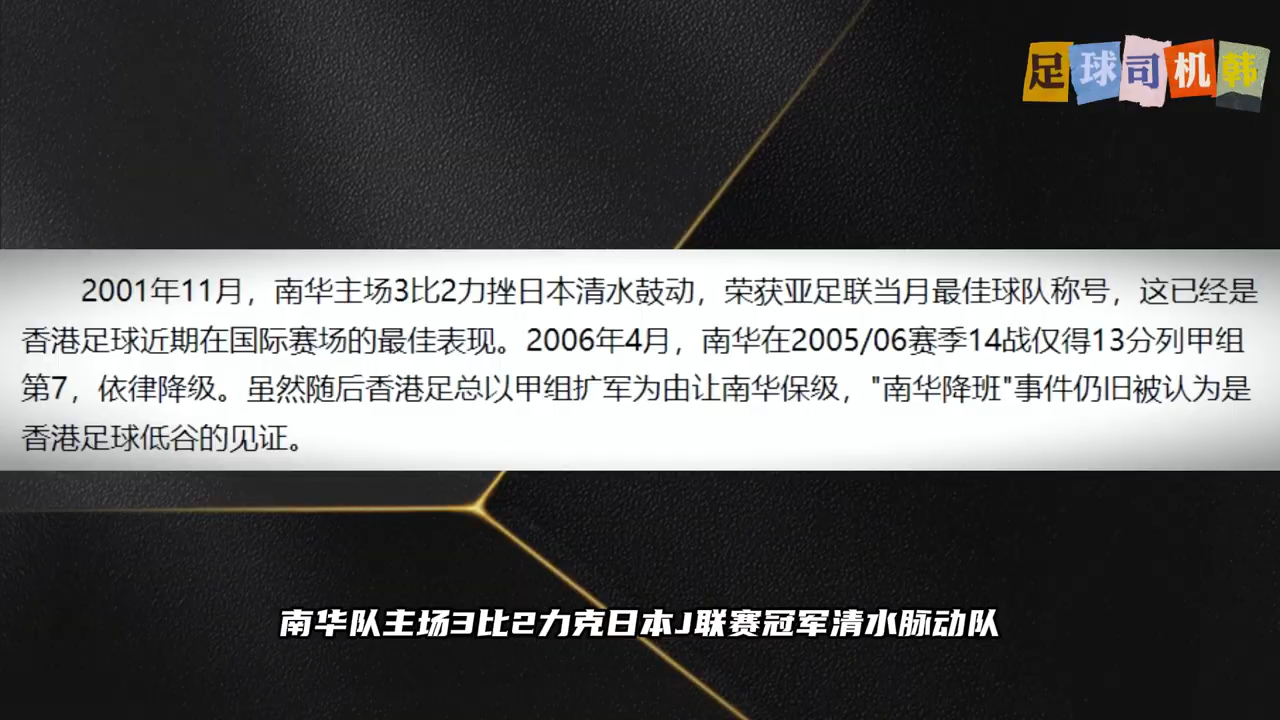 足球司机韩
2001年11月，南华主场3比2力挫日本清水鼓动，荣获亚足联当月最佳球队称号，这已经是
香港足球近期在国际赛场的最佳表现。2006年4月，南华在2005/06赛季14战仅得13分列甲组
第7，依律降级。虽然随后香港足总以甲组扩军为由让南华保级，"南华降班"事件仍旧被认为是
香港足球低谷的见证。
南华队主场3比2力克日本J联赛冠军清水脉动队